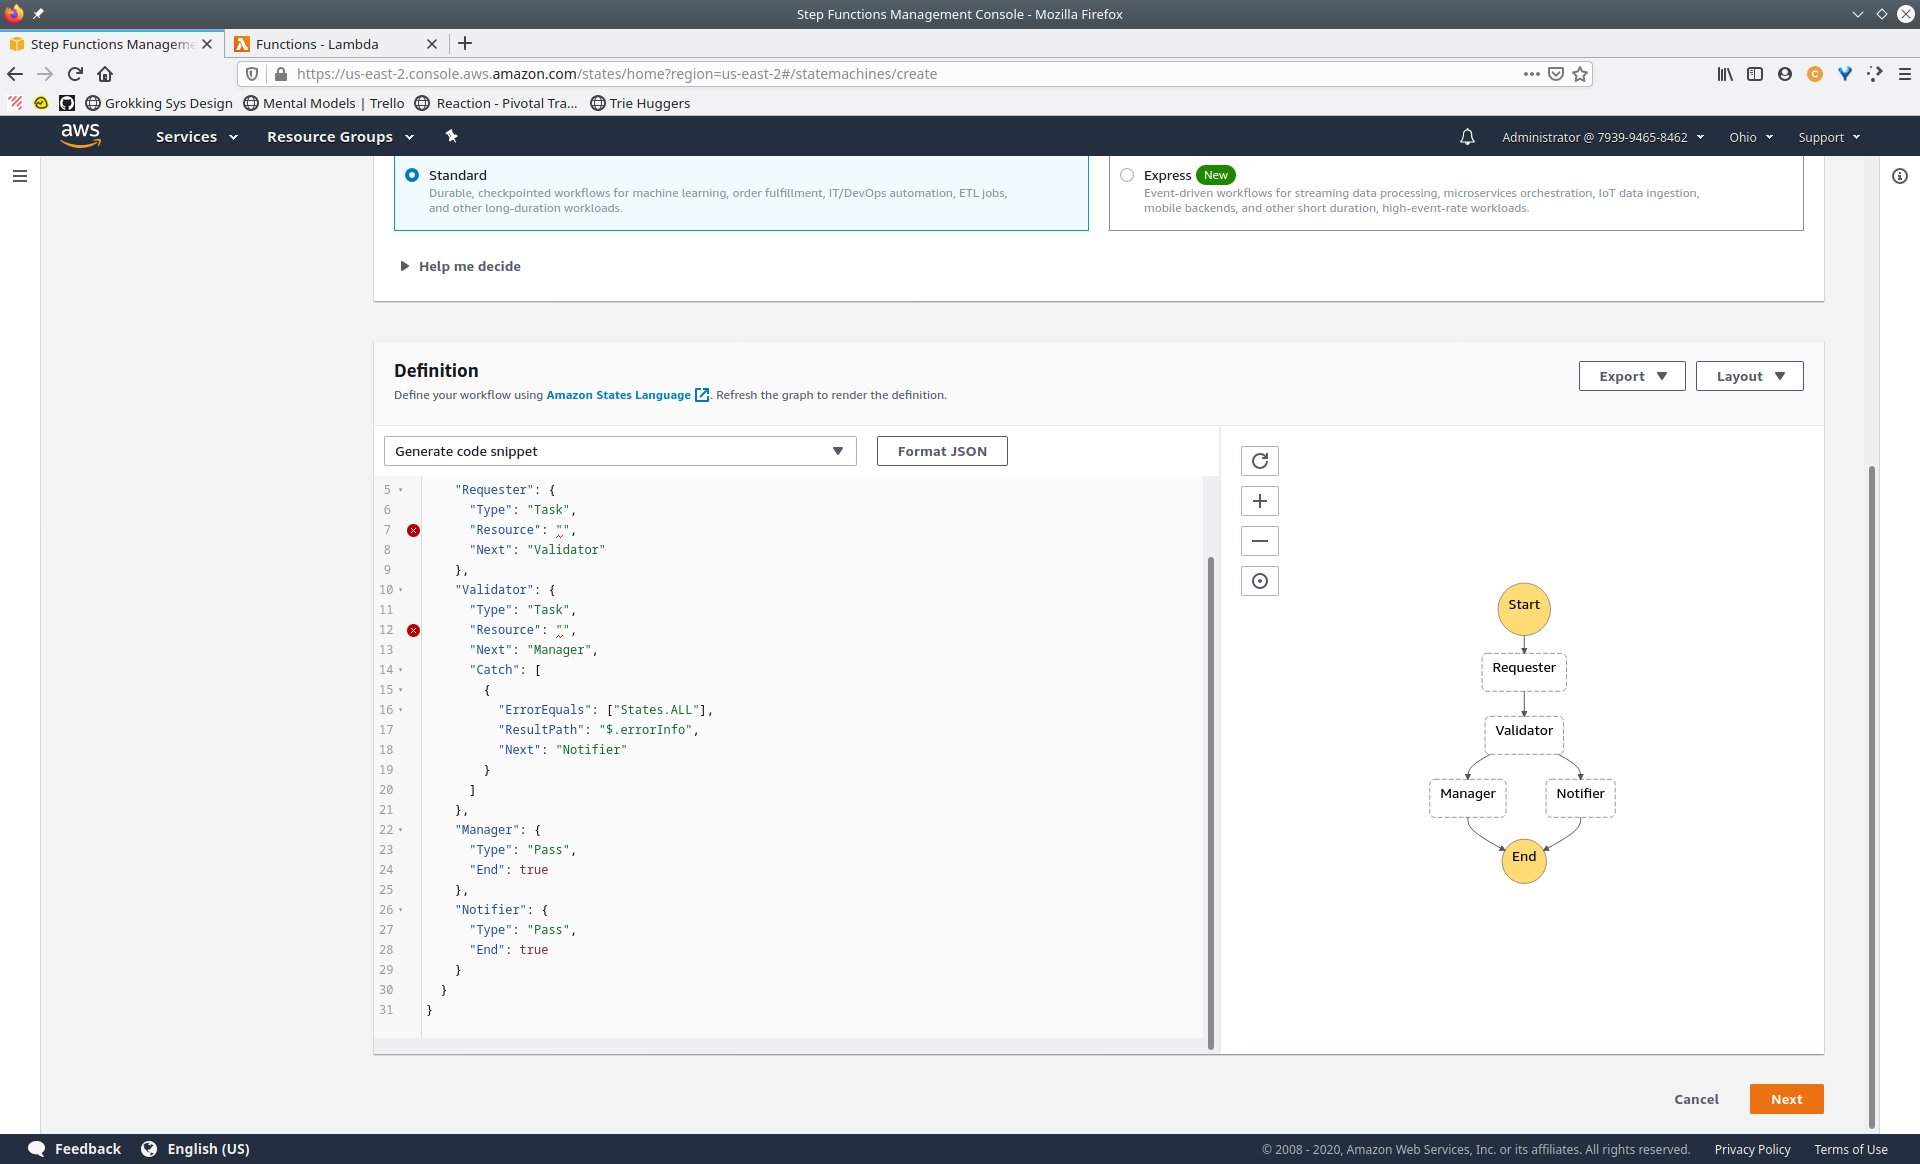 Step Functions Management Console - Mozilla Firefox
Step Functions Manageme
Functions - Lambda
https://us-east-2.console.aws.amazon.com/states/home?region=us-east-2#/statemachines/create
Grokking Sys Design
Mental Models | Trello
Reaction - Pivotal Tra...
Trie Huggers
aws
Services
Resource Groups
Administrator @ 7939-9465-8462
Ohio
Support
Standard
Durable, checkpointed workflows for machine learning, order fulfillment, IT/DevOps automation, ETL jobs,
and other long-duration workloads.
Express New
Event-driven workflows for streaming data processing, microservices orchestration, IoT data ingestion,
mobile backends, and other short duration, high-event-rate workloads.
Help me decide
Definition
Define your workflow using Amazon States Language . Refresh the graph to render the definition.
Export
Layout
Generate code snippet
Format JSON
5 "Requester": {
6 "Type": "Task",
7 "Resource": "",
8 "Next": "Validator"
9 },
10 "Validator": {
11 "Type": "Task",
12 "Resource": "",
13 "Next": "Manager",
14 "Catch": [
15 {
16 "ErrorEquals": ["States.ALL"],
17 "ResultPath": "$.errorInfo",
18 "Next": "Notifier"
19 }
20 ]
21 },
22 "Manager": {
23 "Type": "Pass",
24 "End": true
25 },
26 "Notifier": {
27 "Type": "Pass",
28 "End": true
29 }
30 }
31 }
Start
Requester
Validator
Manager
Notifier
End
Cancel
Next
Feedback
English (US)
© 2008 - 2020, Amazon Web Services, Inc. or its affiliates. All rights reserved.
Privacy Policy
Terms of Use